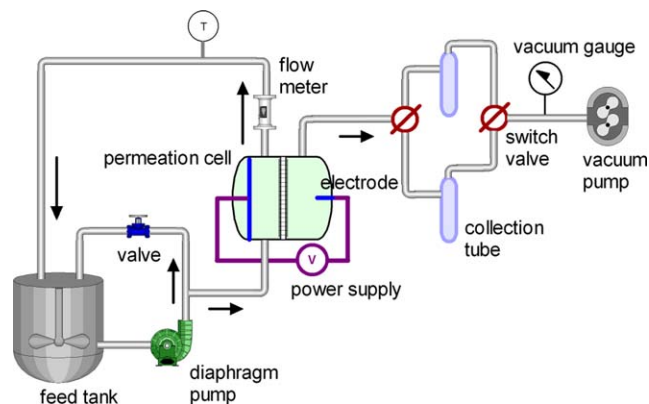 T
flow
meter
vacuum gauge
permeation cell
electrode
switch
valve
vacuum
pump
collection
tube
valve
V
power supply
diaphragm
pump
feed tank